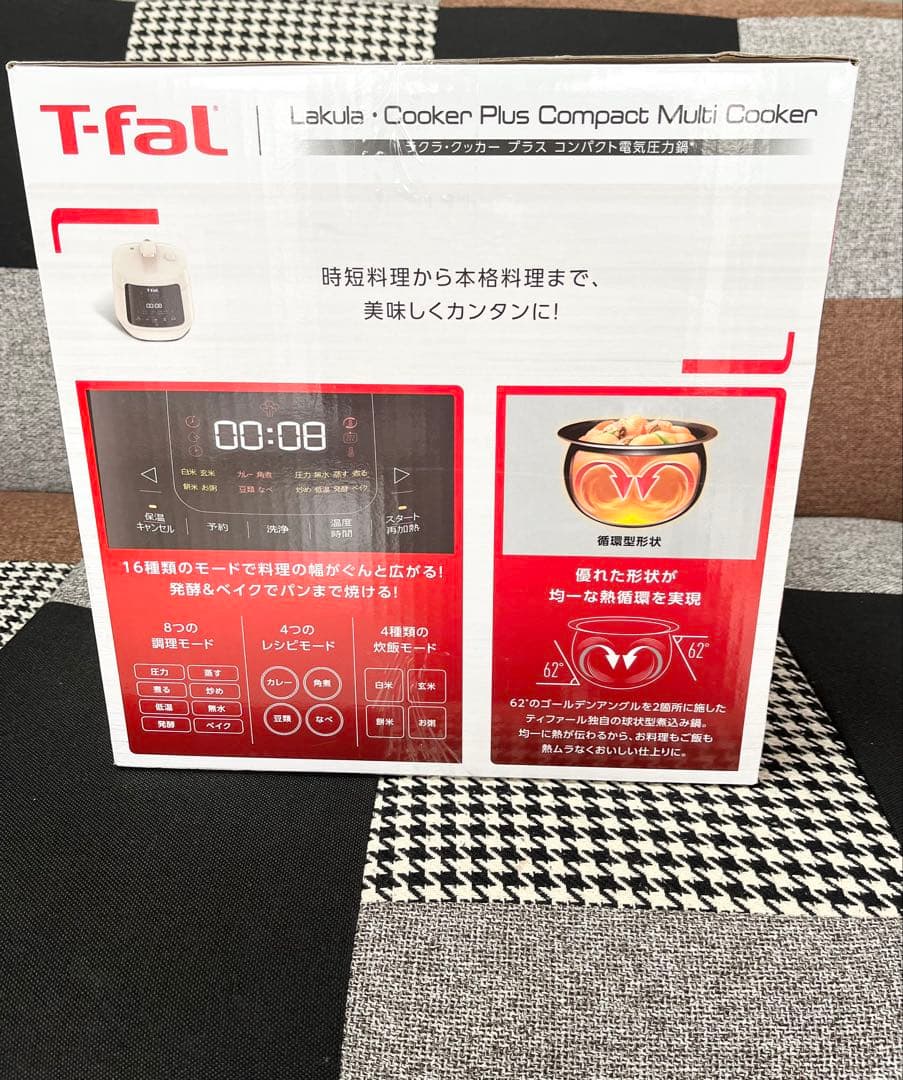 T-fal
Lakula・Cooker Plus Compact Multi Cooker
ラクラ・クッカー プラス コンパクト電気圧力鍋*
T-fal
00:08
時短料理から本格料理まで、
美味しくカンタンに!
00:08
白米 玄米 カレー 角煮 圧力 無水 蒸す 煮る
餅米 お粥 豆類 なべ 炒め 低温 発酵 ベイク
保温
キャンセル
予約
洗浄
温度
時間
スタート
再加熱
16種類のモードで料理の幅がぐんと広がる!
発酵&ベイクでパンまで焼ける!
8つの
調理モード
圧力 蒸す
煮る 炒め
低温 無水
発酵 ベイク
4つの
レシピモード
カレー 角煮
豆類 なべ
4種類の
炊飯モード
白米 玄米
餅米 お粥
循環型形状
優れた形状が
均一な熱循環を実現
62°
62°
62°のゴールデンアングルを2箇所に施した
ティファール独自の球状型煮込み鍋。
均一に熱が伝わるから、お料理もご飯も
熱ムラなくおいしい仕上りに。